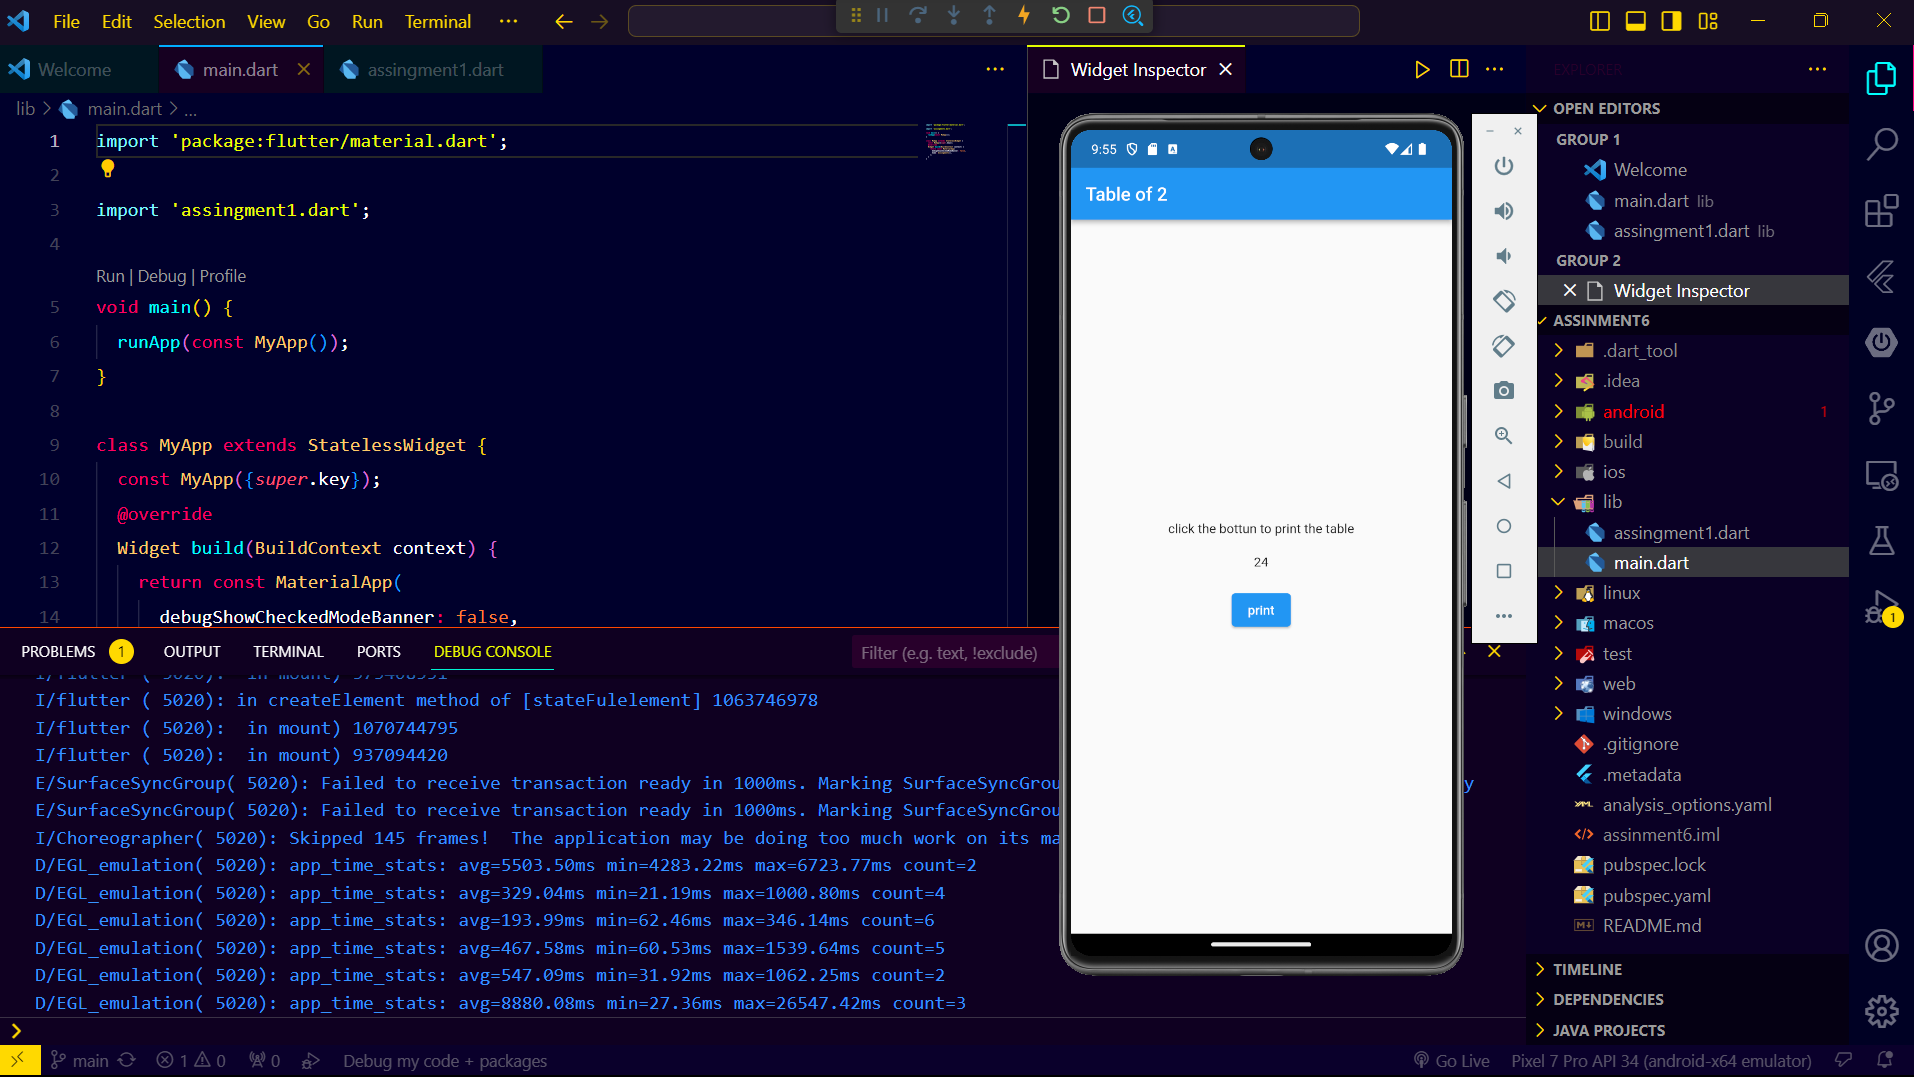 File Edit Selection View Go Run Terminal ...
Welcome main.dart assingment1.dart ...
lib > main.dart > ...
1 import 'package:flutter/material.dart';
2
3 import 'assingment1.dart';
4
Run | Debug | Profile
5 void main() {
6 runApp(const MyApp());
7 }
8
9 class MyApp extends StatelessWidget {
10 const MyApp({super.key});
11 @override
12 Widget build(BuildContext context) {
13 return const MaterialApp(
14 debugShowCheckedModeBanner: false,
Widget Inspector ...
9:55
Table of 2
click the bottun to print the table
24
print
PROBLEMS 1 OUTPUT TERMINAL PORTS DEBUG CONSOLE
Filter (e.g. text, !exclude)
I/flutter ( 5020): in createElement method of [stateFulelement] 1063746978
I/flutter ( 5020): in mount) 1070744795
I/flutter ( 5020): in mount) 937094420
E/SurfaceSyncGroup( 5020): Failed to receive transaction ready in 1000ms. Marking SurfaceSyncGrou y
E/SurfaceSyncGroup( 5020): Failed to receive transaction ready in 1000ms. Marking SurfaceSyncGrou
I/Choreographer( 5020): Skipped 145 frames! The application may be doing too much work on its ma
D/EGL_emulation( 5020): app_time_stats: avg=5503.50ms min=4283.22ms max=6723.77ms count=2
D/EGL_emulation( 5020): app_time_stats: avg=329.04ms min=21.19ms max=1000.80ms count=4
D/EGL_emulation( 5020): app_time_stats: avg=193.99ms min=62.46ms max=346.14ms count=6
D/EGL_emulation( 5020): app_time_stats: avg=467.58ms min=60.53ms max=1539.64ms count=5
D/EGL_emulation( 5020): app_time_stats: avg=547.09ms min=31.92ms max=1062.25ms count=2
D/EGL_emulation( 5020): app_time_stats: avg=8880.08ms min=27.36ms max=26547.42ms count=3
EXPLORER ...
OPEN EDITORS
GROUP 1
Welcome
main.dart lib
assingment1.dart lib
GROUP 2
Widget Inspector
ASSINMENT6
.dart_tool
.idea
android 1
build
ios
lib
assingment1.dart
main.dart
linux
macos
test
web
windows
.gitignore
.metadata
analysis_options.yaml
assinment6.iml
pubspec.lock
pubspec.yaml
README.md
TIMELINE
DEPENDENCIES
JAVA PROJECTS
1
main 1 0 0 Debug my code + packages Go Live Pixel 7 Pro API 34 (android-x64 emulator)